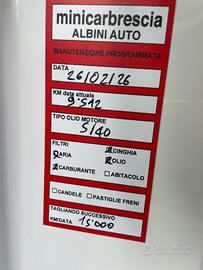 minicarbrescia
ALBINI AUTO
MANUTENZIONE PROGRAMMATA
DATA
26/02/26
KM data attuale
9.512
TIPO OLIO MOTORE
5/40
FILTRI
ARIA CINGHIA
OLIO
CARBURANTE ABITACOLO
CANDELE PASTIGLIE FRENI
TAGLIANDO SUCCESSIVO
KM/DATA 15.000
subito